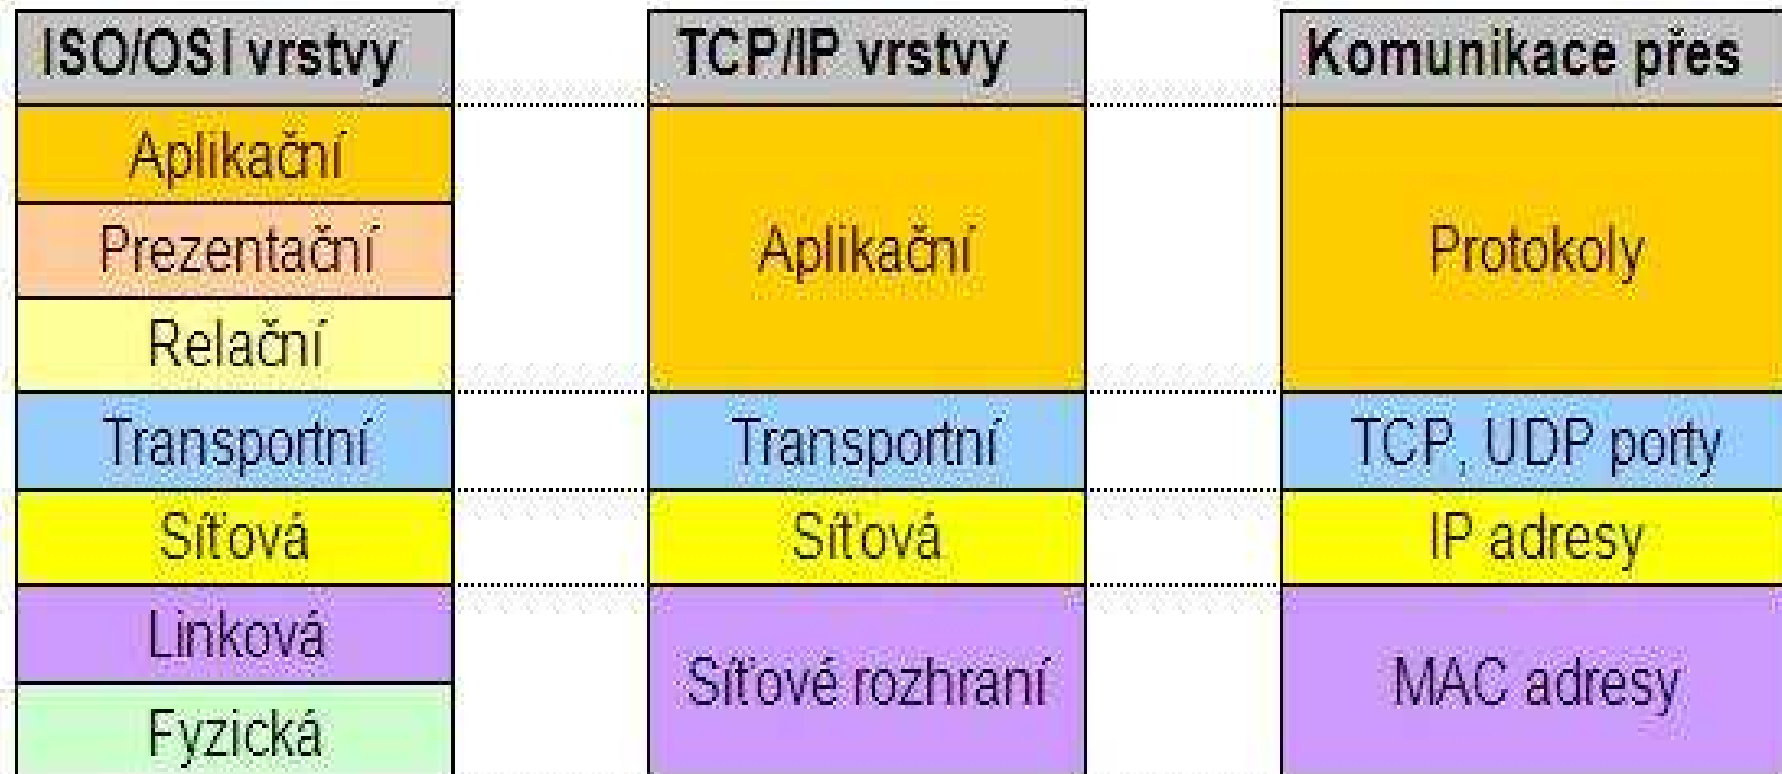 ISO/OSI vrstvy
Aplikační
Prezentační
Relační
Transportní
Síťová
Linková
Fyzická
TCP/IP vrstvy
Aplikační
Transportní
Síťová
Síťové rozhraní
Komunikace přes
Protokoly
TCP, UDP porty
IP adresy
MAC adresy